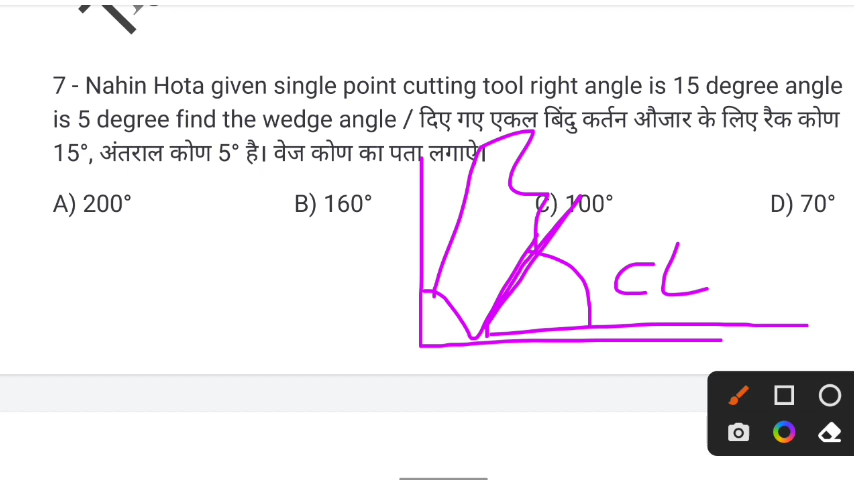 7 - Nahin Hota given single point cutting tool right angle is 15 degree angle
is 5 degree find the wedge angle / दिए गए एकल बिंदु कर्तन औजार के लिए रैक कोण
15°, अंतराल कोण 5° है। वेज कोण का पता लगाऐ।
A) 200° B) 160° C) 100° D) 70°
CL